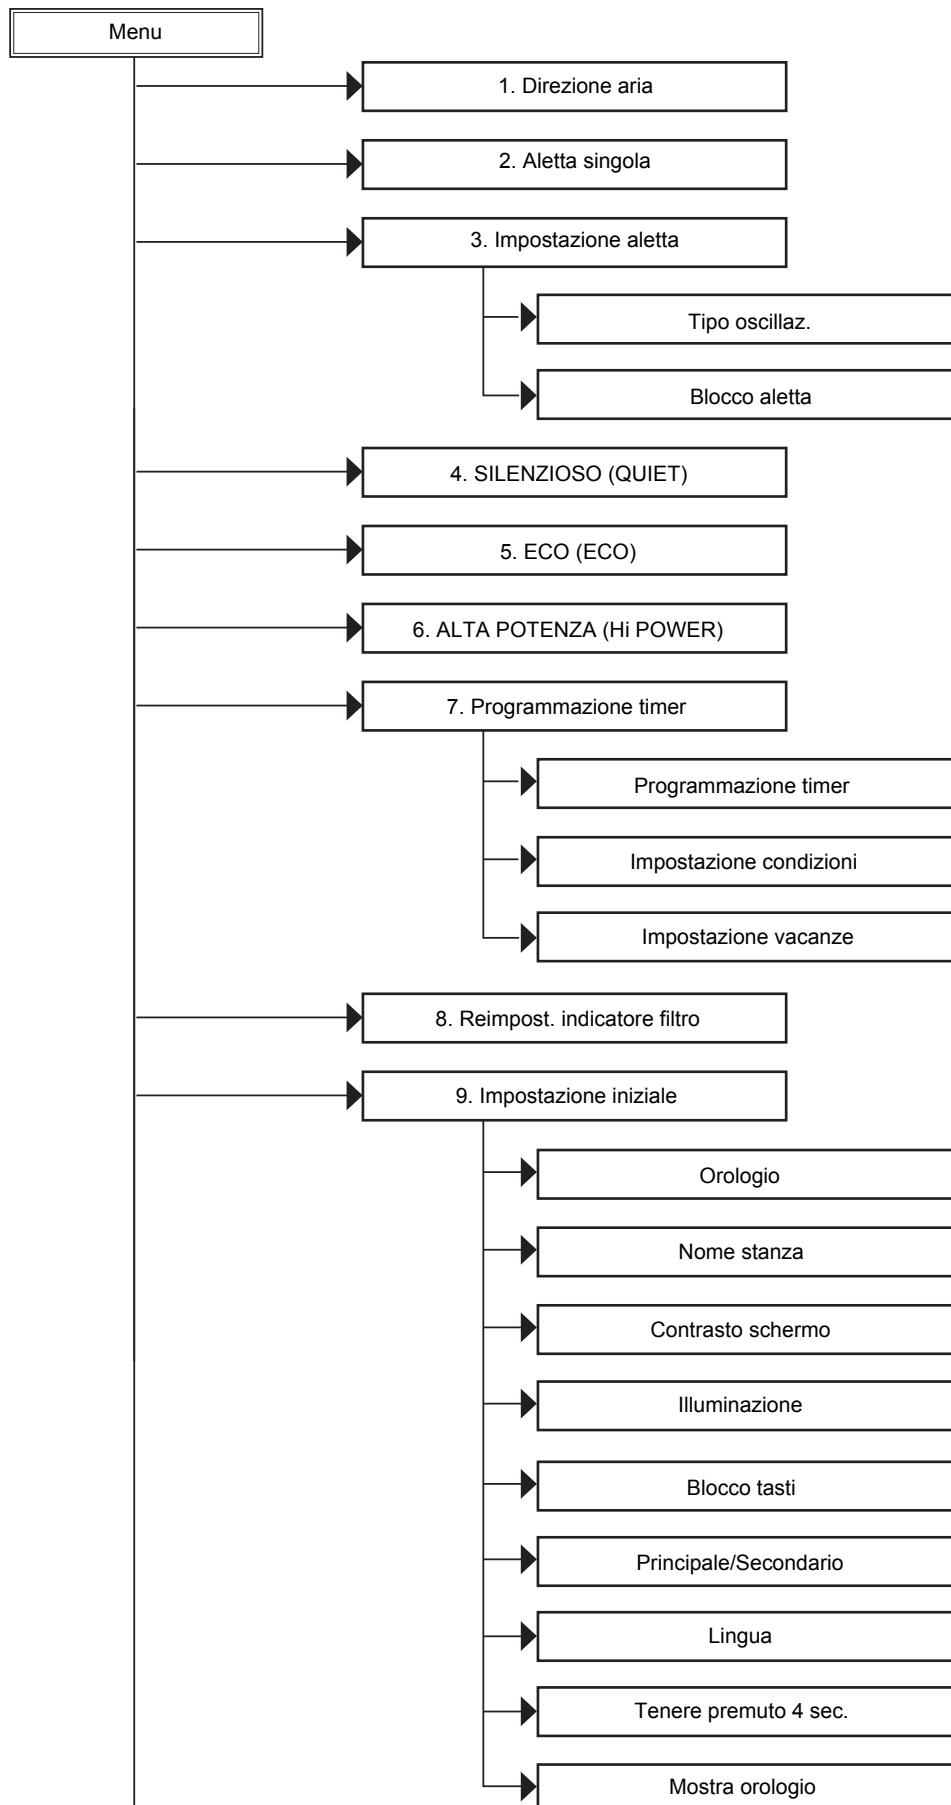 Menu
1. Direzione aria
2. Aletta singola
3. Impostazione aletta
Tipo oscillaz.
Blocco aletta
4. SILENZIOSO (QUIET)
5. ECO (ECO)
6. ALTA POTENZA (Hi POWER)
7. Programmazione timer
Programmazione timer
Impostazione condizioni
Impostazione vacanze
8. Reimpost. indicatore filtro
9. Impostazione iniziale
Orologio
Nome stanza
Contrasto schermo
Illuminazione
Blocco tasti
Principale/Secondario
Lingua
Tenere premuto 4 sec.
Mostra orologio